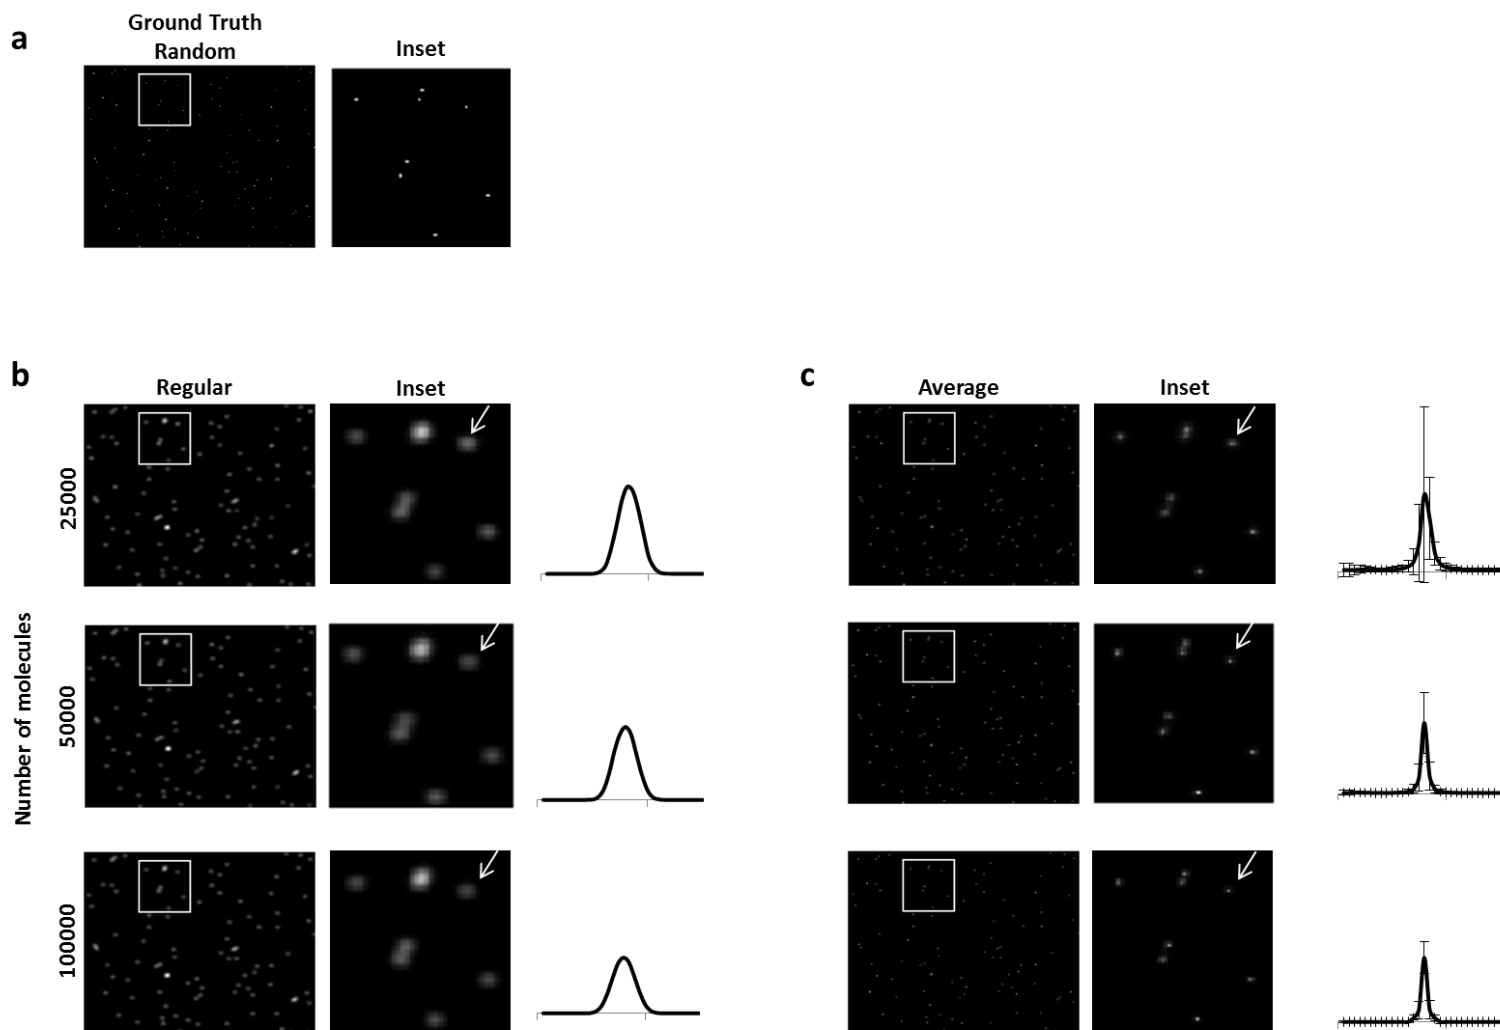 a
Ground Truth
Random
Inset
b
Regular
Inset
c
Average
Inset
Number of molecules
25000
50000
100000